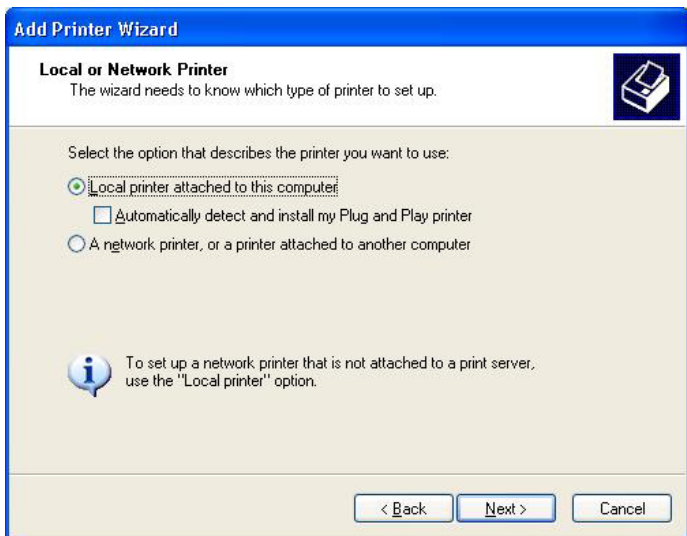 Add Printer Wizard
Local or Network Printer
The wizard needs to know which type of printer to set up.
Select the option that describes the printer you want to use:
Local printer attached to this computer
Automatically detect and install my Plug and Play printer
A network printer, or a printer attached to another computer
To set up a network printer that is not attached to a print server,
use the "Local printer" option.
< Back
Next >
Cancel